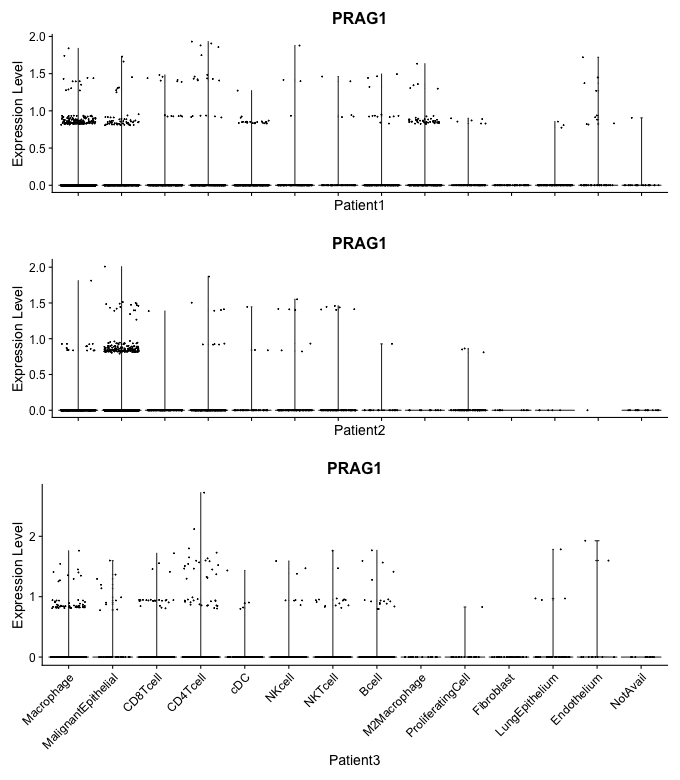 PRAG1
Expression Level
2.0
1.5
1.0
0.5
0.0
Patient1
PRAG1
Expression Level
2.0
1.5
1.0
0.5
0.0
Patient2
PRAG1
Expression Level
2
1
0
Macrophage
MalignantEpithelial
CD8Tcell
CD4Tcell
cDC
NKcell
NKTcell
Bcell
M2Macrophage
ProliferatingCell
Fibroblast
LungEpithelium
Endothelium
NotAvail
Patient3